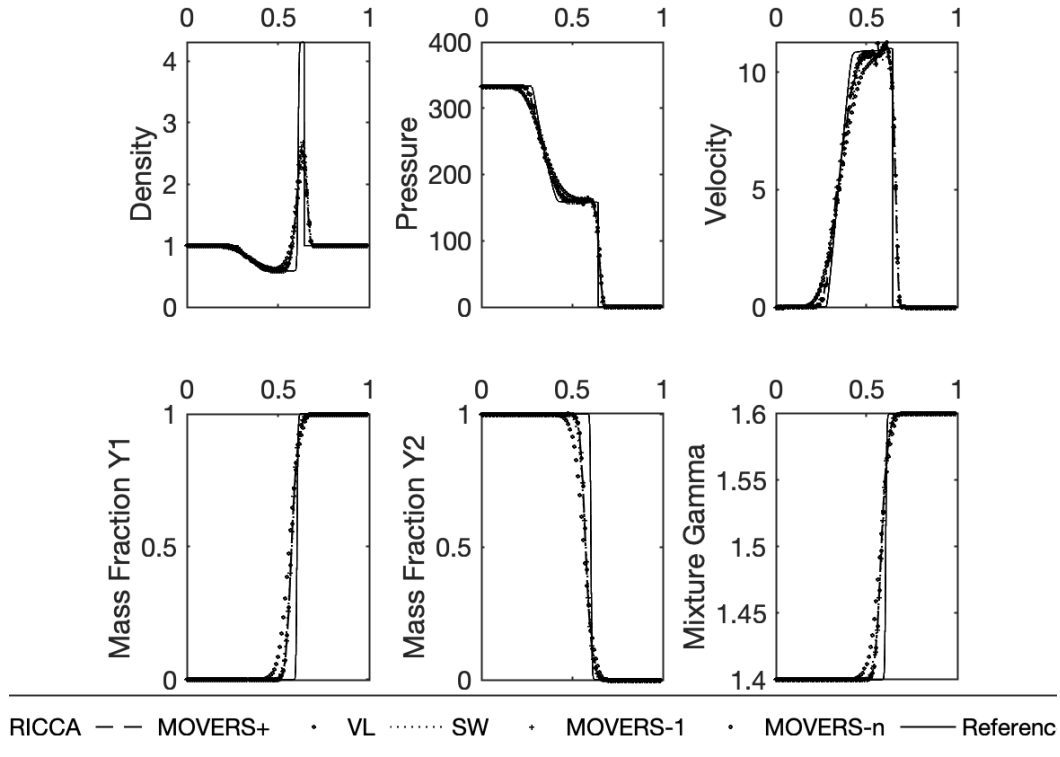 0 0.5 1 0 0.5 1 0 0.5 1
Density
4
3
2
1
0
Pressure
400
300
200
100
0
Velocity
10
5
0
0 0.5 1 0 0.5 1 0 0.5 1
Mass Fraction Y1
1
0.5
0
Mass Fraction Y2
1
0.5
0
Mixture Gamma
1.6
1.55
1.5
1.45
1.4
RICCA MOVERS+ VL SW MOVERS-1 MOVERS-n Referenc